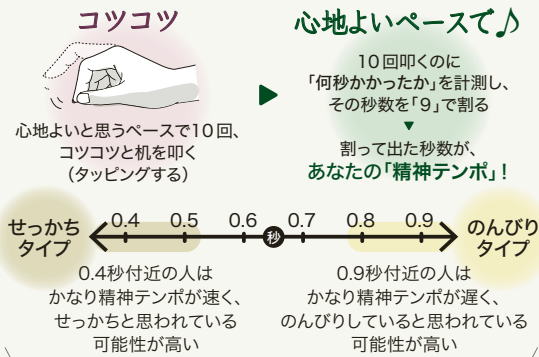 コツコツ
心地よいと思うペースで10回、
コツコツと机を叩く
(タッピングする)
心地よいペースで♪
10回叩くのに
「何秒かかったか」を計測し、
その秒数を「9」で割る
割って出た秒数が、
あなたの「精神テンポ」!
せっかち
タイプ
0.4 0.5 0.6 0.7 0.8 0.9
秒
のんびり
タイプ
0.4秒付近の人は
かなり精神テンポが速く、
せっかちと思われている
可能性が高い
0.9秒付近の人は
かなり精神テンポが遅く、
のんびりしていると思われている
可能性が高い